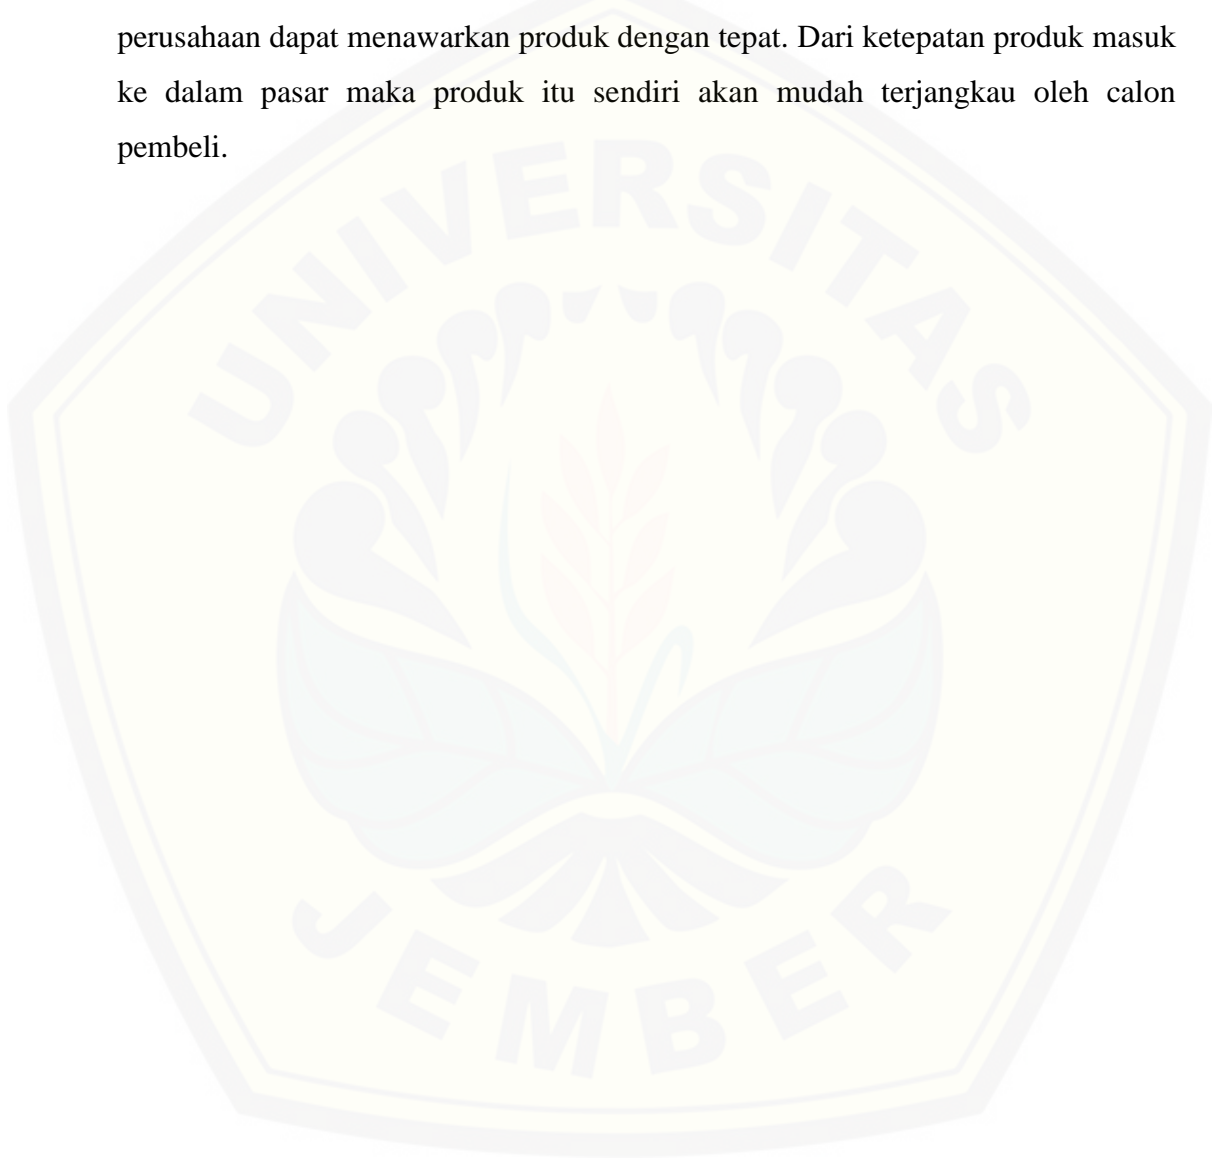 perusahaan dapat menawarkan produk dengan tepat. Dari ketepatan produk masuk
ke dalam pasar maka produk itu sendiri akan mudah terjangkau oleh calon
pembeli.
UNIVERSITAS
JEMBER